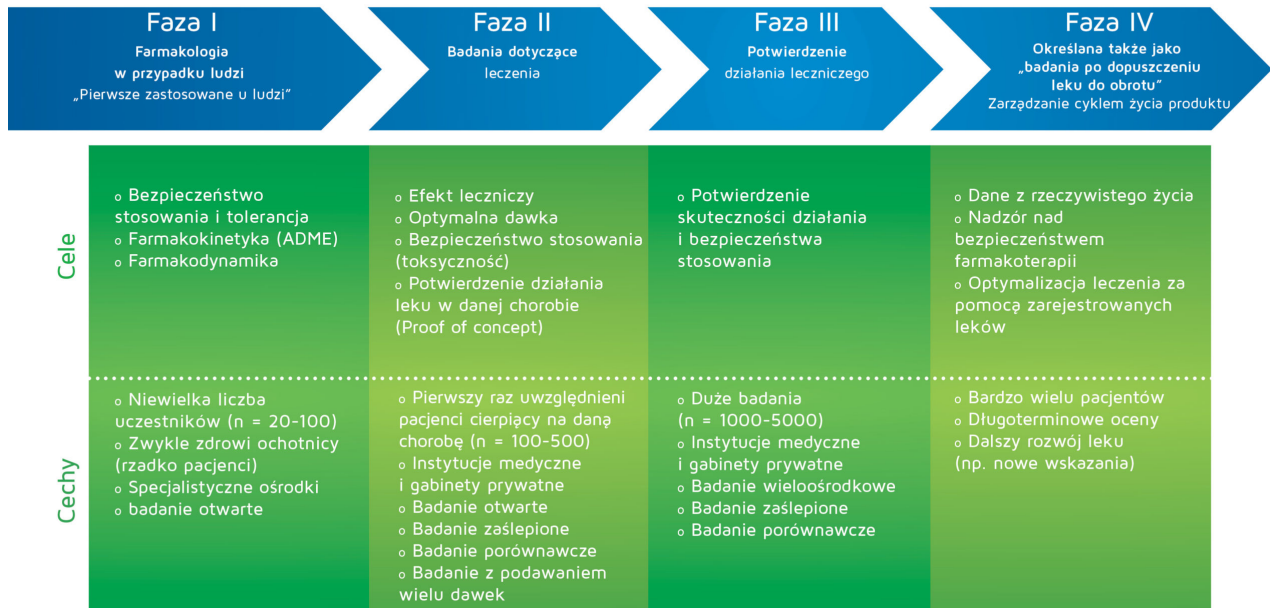 Faza I
Farmakologia
w przypadku ludzi
„Pierwsze zastosowane u ludzi”
Faza II
Badania dotyczące
leczenia
Faza III
Potwierdzenie
działania leczniczego
Faza IV
Określana także jako
„badania po dopuszczeniu
leku do obrotu”
Zarządzanie cyklem życia produktu
Cele
o Bezpieczeństwo
stosowania i tolerancja
o Farmakokinetyka (ADME)
o Farmakodynamika
o Efekt leczniczy
o Optymalna dawka
o Bezpieczeństwo stosowania
(toksyczność)
o Potwierdzenie działania
leku w danej chorobie
(Proof of concept)
o Potwierdzenie
skuteczności działania
i bezpieczeństwa
stosowania
o Dane z rzeczywistego życia
o Nadzór nad
bezpieczeństwem
farmakoterapii
o Optymalizacja leczenia za
pomocą zarejestrowanych
leków
Cechy
o Niewielka liczba
uczestników (n = 20-100)
o Zwykle zdrowi ochotnicy
(rzadko pacjenci)
o Specjalistyczne ośrodki
o badanie otwarte
o Pierwszy raz uwzględnieni
pacjenci cierpiący na daną
chorobę (n = 100-500)
o Instytucje medyczne
i gabinety prywatne
o Badanie otwarte
o Badanie zaślepione
o Badanie porównawcze
o Badanie z podawaniem
wielu dawek
o Duże badania
(n = 1000-5000)
o Instytucje medyczne
i gabinety prywatne
o Badanie wieloośrodkowe
o Badanie zaślepione
o Badanie porównawcze
o Bardzo wielu pacjentów
o Długoterminowe oceny
o Dalszy rozwój leku
(np. nowe wskazania)